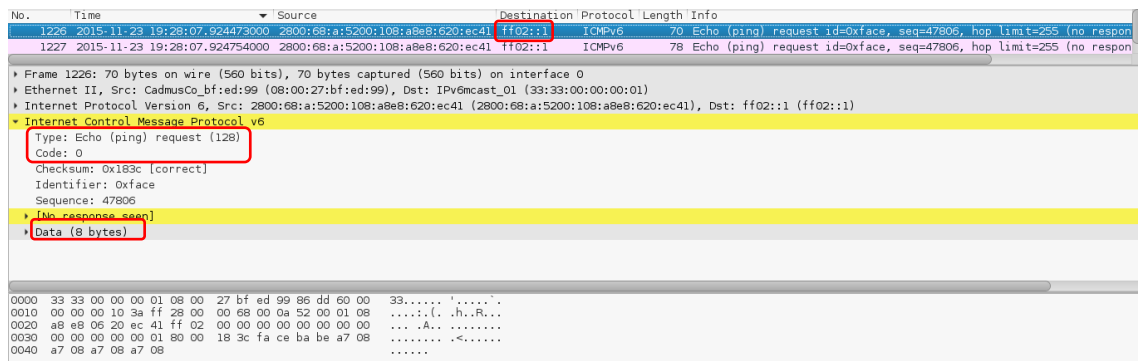 No. Time Source Destination Protocol Length Info
1226 2015-11-23 19:28:07.924473000 2800:68:a:5200:108:a8e8:620:ec41 ff02::1 ICMPv6 70 Echo (ping) request id=0xface, seq=47806, hop limit=255 (no respon
1227 2015-11-23 19:28:07.924754000 2800:68:a:5200:108:a8e8:620:ec41 ff02::1 ICMPv6 78 Echo (ping) request id=0xface, seq=47806, hop limit=255 (no respon
Frame 1226: 70 bytes on wire (560 bits), 70 bytes captured (560 bits) on interface 0
Ethernet II, Src: CadmusCo_bf:ed:99 (08:00:27:bf:ed:99), Dst: IPv6mcast_01 (33:33:00:00:00:01)
Internet Protocol Version 6, Src: 2800:68:a:5200:108:a8e8:620:ec41 (2800:68:a:5200:108:a8e8:620:ec41), Dst: ff02::1 (ff02::1)
Internet Control Message Protocol v6
Type: Echo (ping) request (128)
Code: 0
Checksum: 0x183c [correct]
Identifier: 0xface
Sequence: 47806
[No response seen]
Data (8 bytes)
0000 33 33 00 00 00 01 08 00 27 bf ed 99 86 dd 60 00 33...... '.....`.
0010 00 00 00 10 3a ff 28 00 00 68 00 0a 52 00 01 08 ....:.(. .h..R...
0020 a8 e8 06 20 ec 41 ff 02 00 00 00 00 00 00 00 00 ... .A.. ........
0030 00 00 00 00 00 01 80 00 18 3c fa ce ba be a7 08 ........ .<......
0040 a7 08 a7 08 a7 08 ......